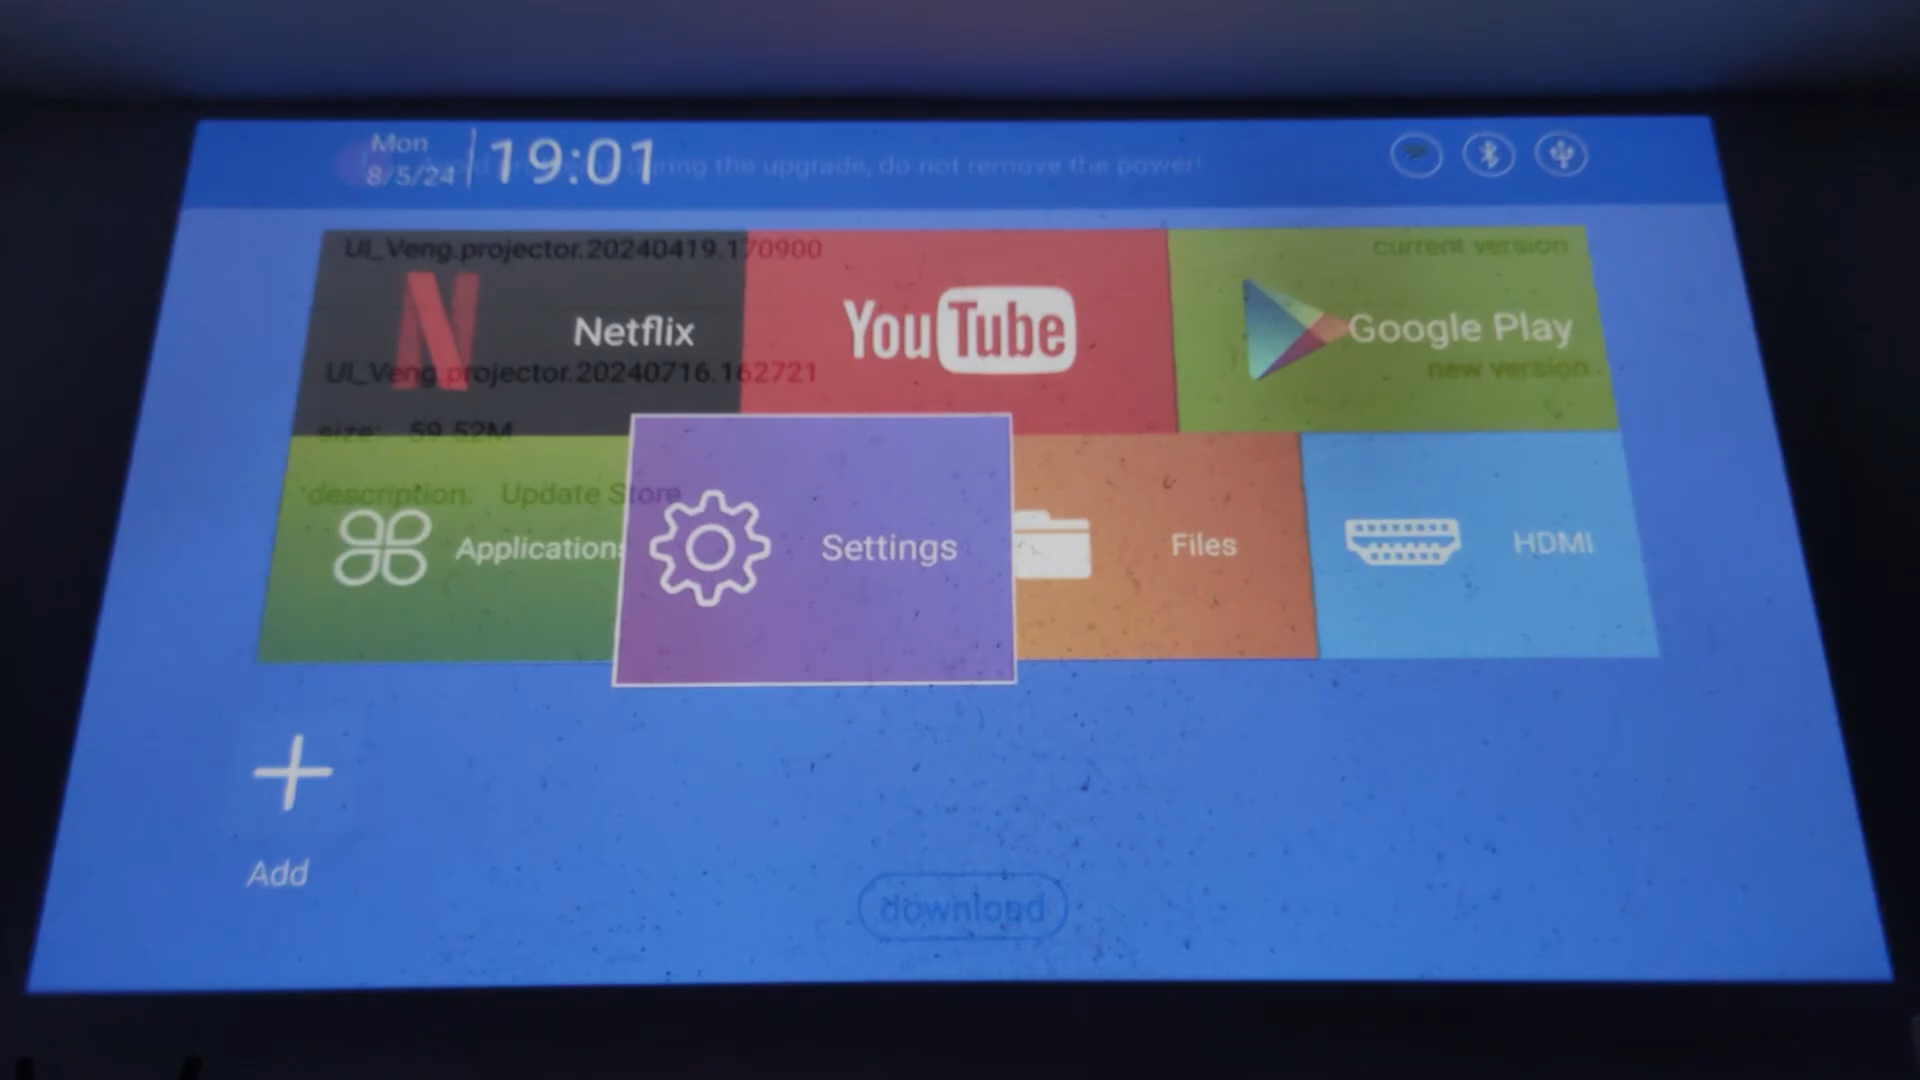 Mon
8/5/24
19:01
during the upgrade, do not remove the power!
UI_Veng.projector.20240419.170900
current version
Netflix
YouTube
Google Play
UI_Veng.projector.20240716.162721
new version
size: 59.52M
description: Update Store
Applications
Settings
Files
HDMI
Add
download